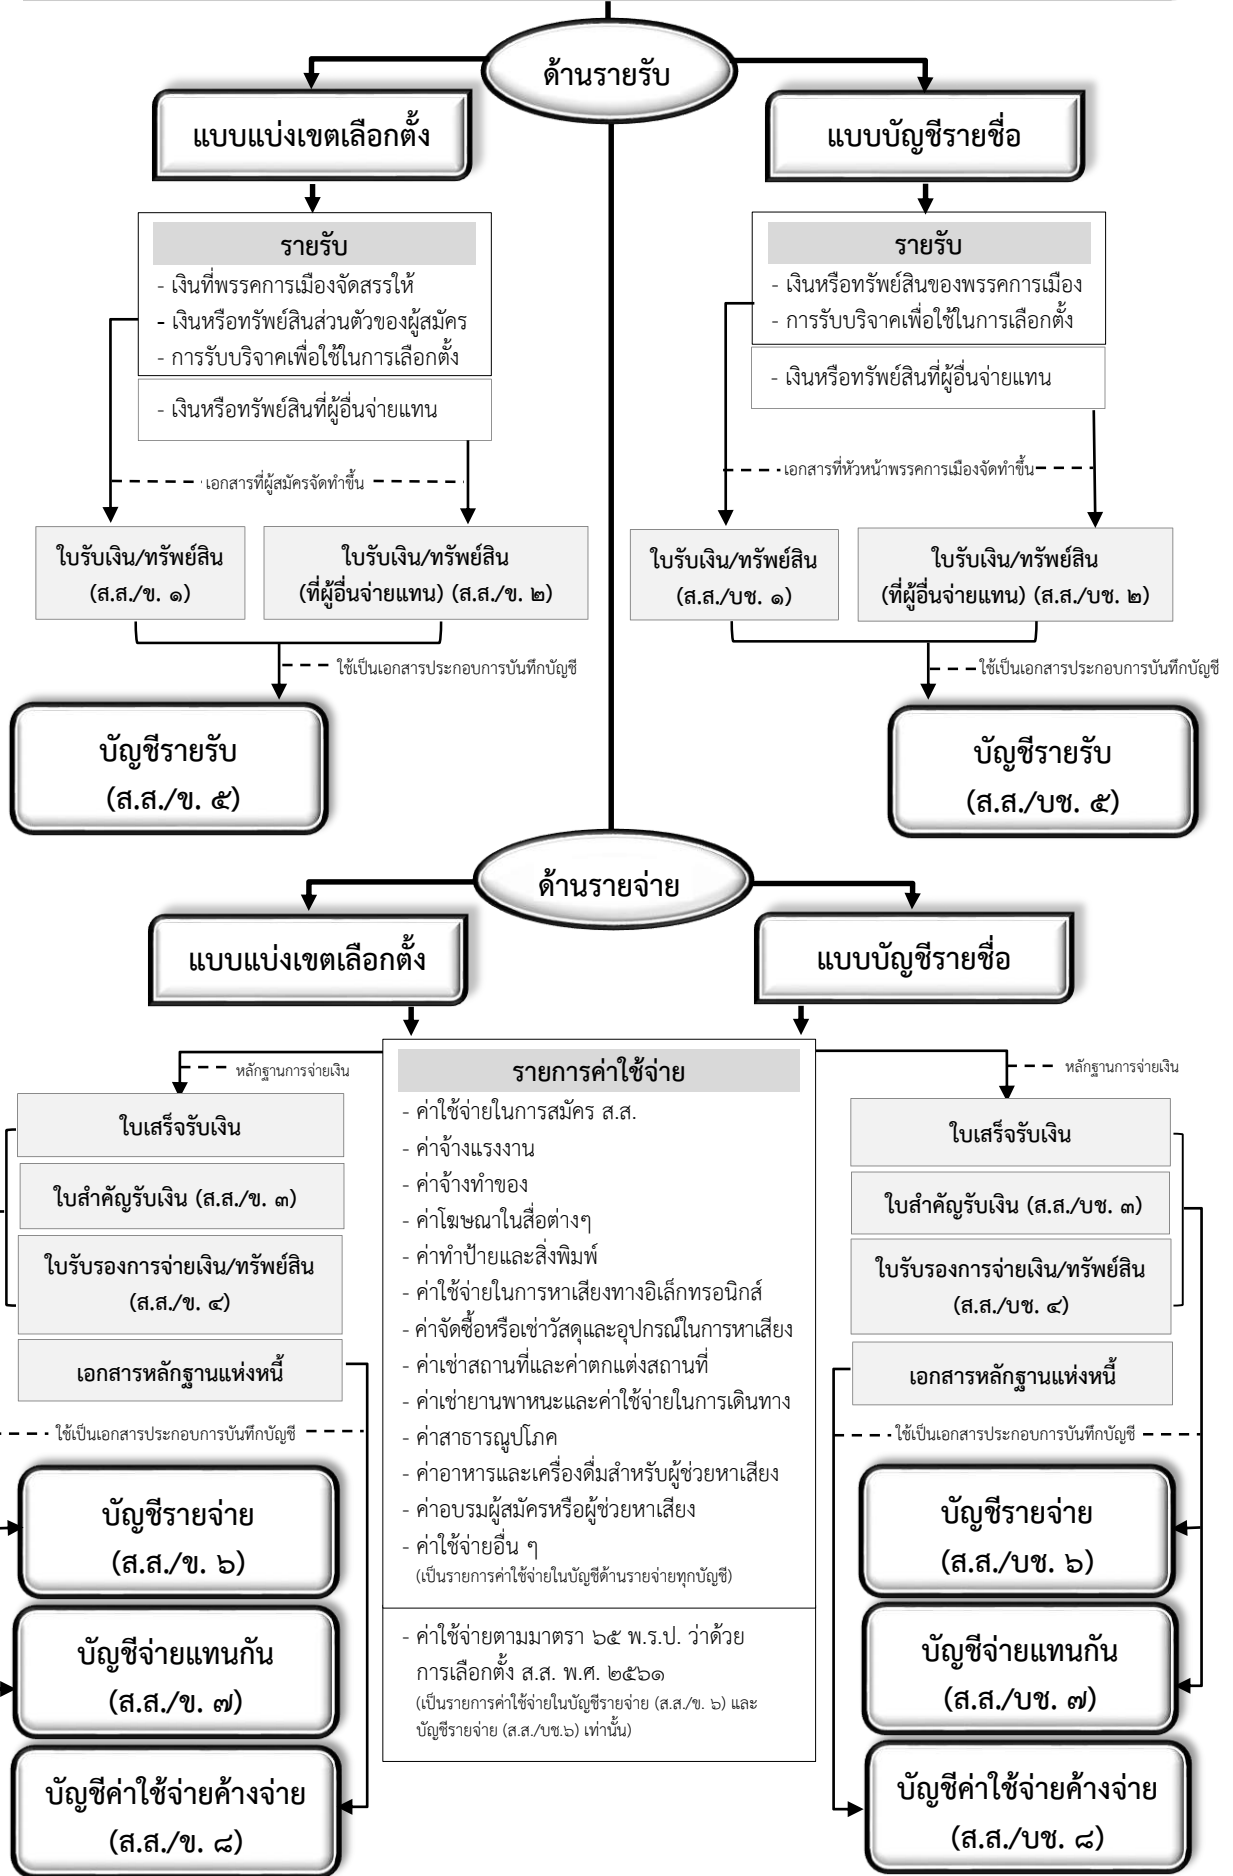 ด้านรายรับ
แบบแบ่งเขตเลือกตั้ง
แบบบัญชีรายชื่อ
รายรับ
- เงินที่พรรคการเมืองจัดสรรให้
- เงินหรือทรัพย์สินส่วนตัวของผู้สมัคร
- การรับบริจาคเพื่อใช้ในการเลือกตั้ง
- เงินหรือทรัพย์สินที่ผู้อื่นจ่ายแทน
รายรับ
- เงินหรือทรัพย์สินของพรรคการเมือง
- การรับบริจาคเพื่อใช้ในการเลือกตั้ง
- เงินหรือทรัพย์สินที่ผู้อื่นจ่ายแทน
เอกสารที่ผู้สมัครจัดทำขึ้น
เอกสารที่หัวหน้าพรรคการเมืองจัดทำขึ้น
ใบรับเงิน/ทรัพย์สิน
(ส.ส./ข. ๑)
ใบรับเงิน/ทรัพย์สิน
(ที่ผู้อื่นจ่ายแทน) (ส.ส./ข. ๒)
ใบรับเงิน/ทรัพย์สิน
(ส.ส./บช. ๑)
ใบรับเงิน/ทรัพย์สิน
(ที่ผู้อื่นจ่ายแทน) (ส.ส./บช. ๒)
ใช้เป็นเอกสารประกอบการบันทึกบัญชี
ใช้เป็นเอกสารประกอบการบันทึกบัญชี
บัญชีรายรับ
(ส.ส./ข. ๕)
บัญชีรายรับ
(ส.ส./บช. ๕)
ด้านรายจ่าย
แบบแบ่งเขตเลือกตั้ง
แบบบัญชีรายชื่อ
หลักฐานการจ่ายเงิน
ใบเสร็จรับเงิน
ใบสำคัญรับเงิน (ส.ส./ข. ๓)
ใบรับรองการจ่ายเงิน/ทรัพย์สิน
(ส.ส./ข. ๔)
เอกสารหลักฐานแห่งหนี้
ใช้เป็นเอกสารประกอบการบันทึกบัญชี
บัญชีรายจ่าย
(ส.ส./ข. ๖)
บัญชีจ่ายแทนกัน
(ส.ส./ข. ๗)
บัญชีค่าใช้จ่ายค้างจ่าย
(ส.ส./ข. ๘)
รายการค่าใช้จ่าย
- ค่าใช้จ่ายในการสมัคร ส.ส.
- ค่าจ้างแรงงาน
- ค่าจ้างทำของ
- ค่าโฆษณาในสื่อต่างๆ
- ค่าทำป้ายและสิ่งพิมพ์
- ค่าใช้จ่ายในการหาเสียงทางอิเล็กทรอนิกส์
- ค่าจัดซื้อหรือเช่าวัสดุและอุปกรณ์ในการหาเสียง
- ค่าเช่าสถานที่และค่าตกแต่งสถานที่
- ค่าเช่ายานพาหนะและค่าใช้จ่ายในการเดินทาง
- ค่าสาธารณูปโภค
- ค่าอาหารและเครื่องดื่มสำหรับผู้ช่วยหาเสียง
- ค่าอบรมผู้สมัครหรือผู้ช่วยหาเสียง
- ค่าใช้จ่ายอื่น ๆ
(เป็นรายการค่าใช้จ่ายในบัญชีด้านรายจ่ายทุกบัญชี)
- ค่าใช้จ่ายตามมาตรา ๖๕ พ.ร.ป. ว่าด้วย
การเลือกตั้ง ส.ส. พ.ศ. ๒๕๖๑
(เป็นรายการค่าใช้จ่ายในบัญชีรายจ่าย (ส.ส./ข. ๖) และ
บัญชีรายจ่าย (ส.ส./บช.๖) เท่านั้น)
หลักฐานการจ่ายเงิน
ใบเสร็จรับเงิน
ใบสำคัญรับเงิน (ส.ส./บช. ๓)
ใบรับรองการจ่ายเงิน/ทรัพย์สิน
(ส.ส./บช. ๔)
เอกสารหลักฐานแห่งหนี้
ใช้เป็นเอกสารประกอบการบันทึกบัญชี
บัญชีรายจ่าย
(ส.ส./บช. ๖)
บัญชีจ่ายแทนกัน
(ส.ส./บช. ๗)
บัญชีค่าใช้จ่ายค้างจ่าย
(ส.ส./บช. ๘)